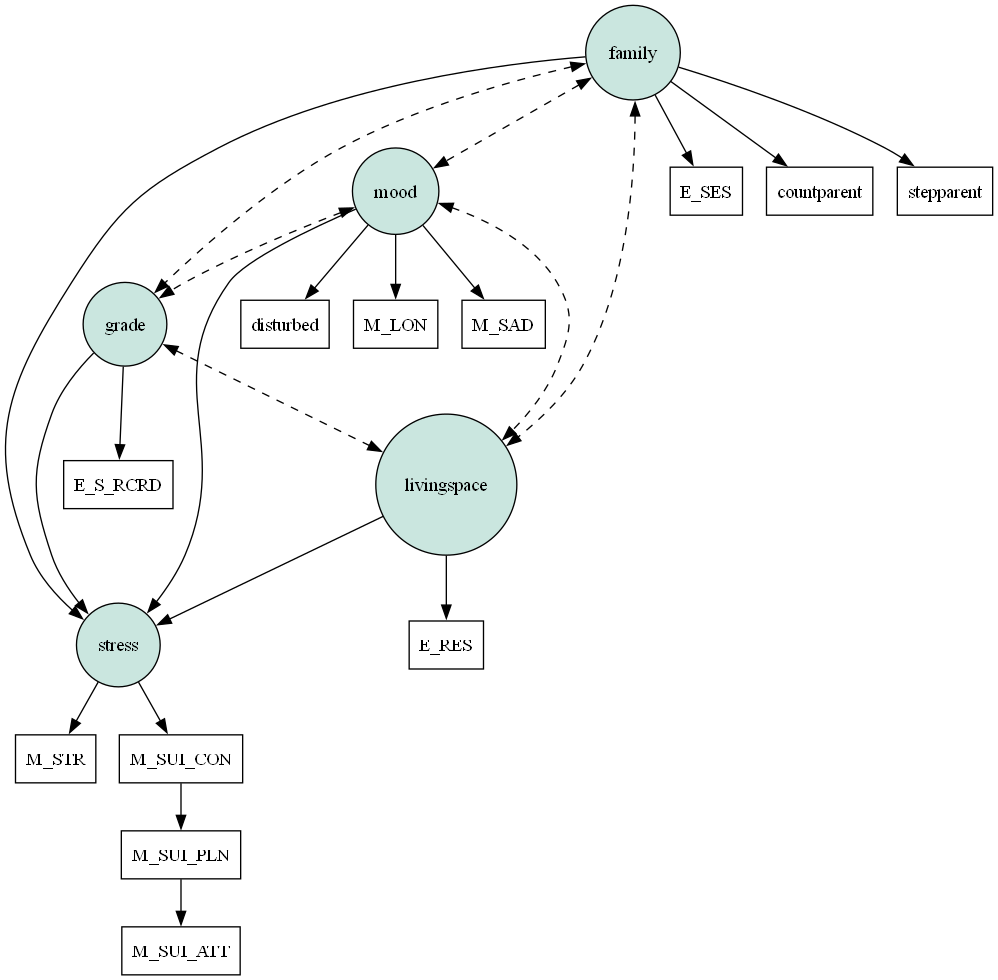 family
mood
E_SES
countparent
stepparent
grade
disturbed
M_LON
M_SAD
E_S_RCRD
livingspace
stress
E_RES
M_STR
M_SUI_CON
M_SUI_PLN
M_SUI_ATT